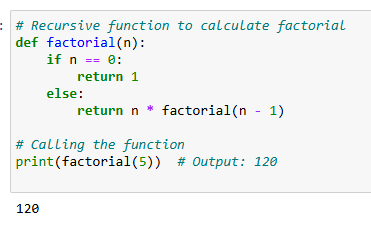 :
# Recursive function to calculate factorial
def factorial(n):
    if n == 0:
        return 1
    else:
        return n * factorial(n - 1)

# Calling the function
print(factorial(5))  # Output: 120

120